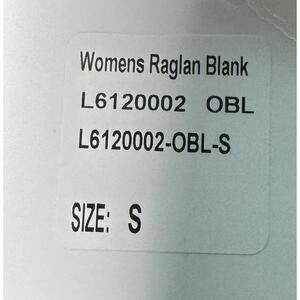 Womens Raglan Blank
L6120002 OBL
L6120002-OBL-S
SIZE: S